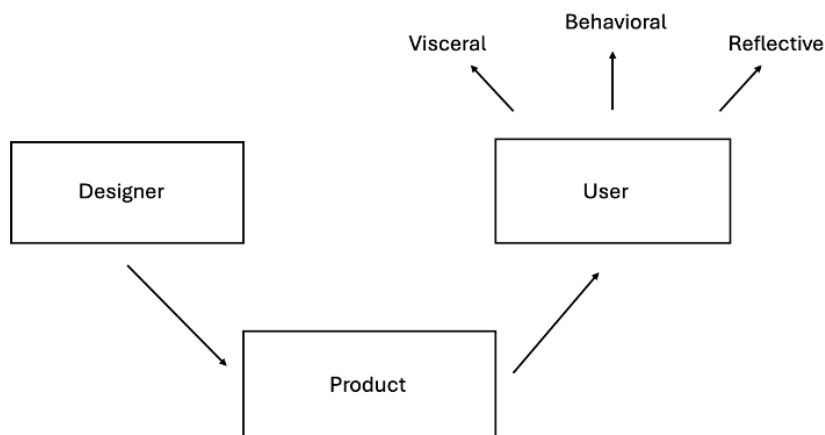 Behavioral
Visceral
Reflective
Designer
User
Product